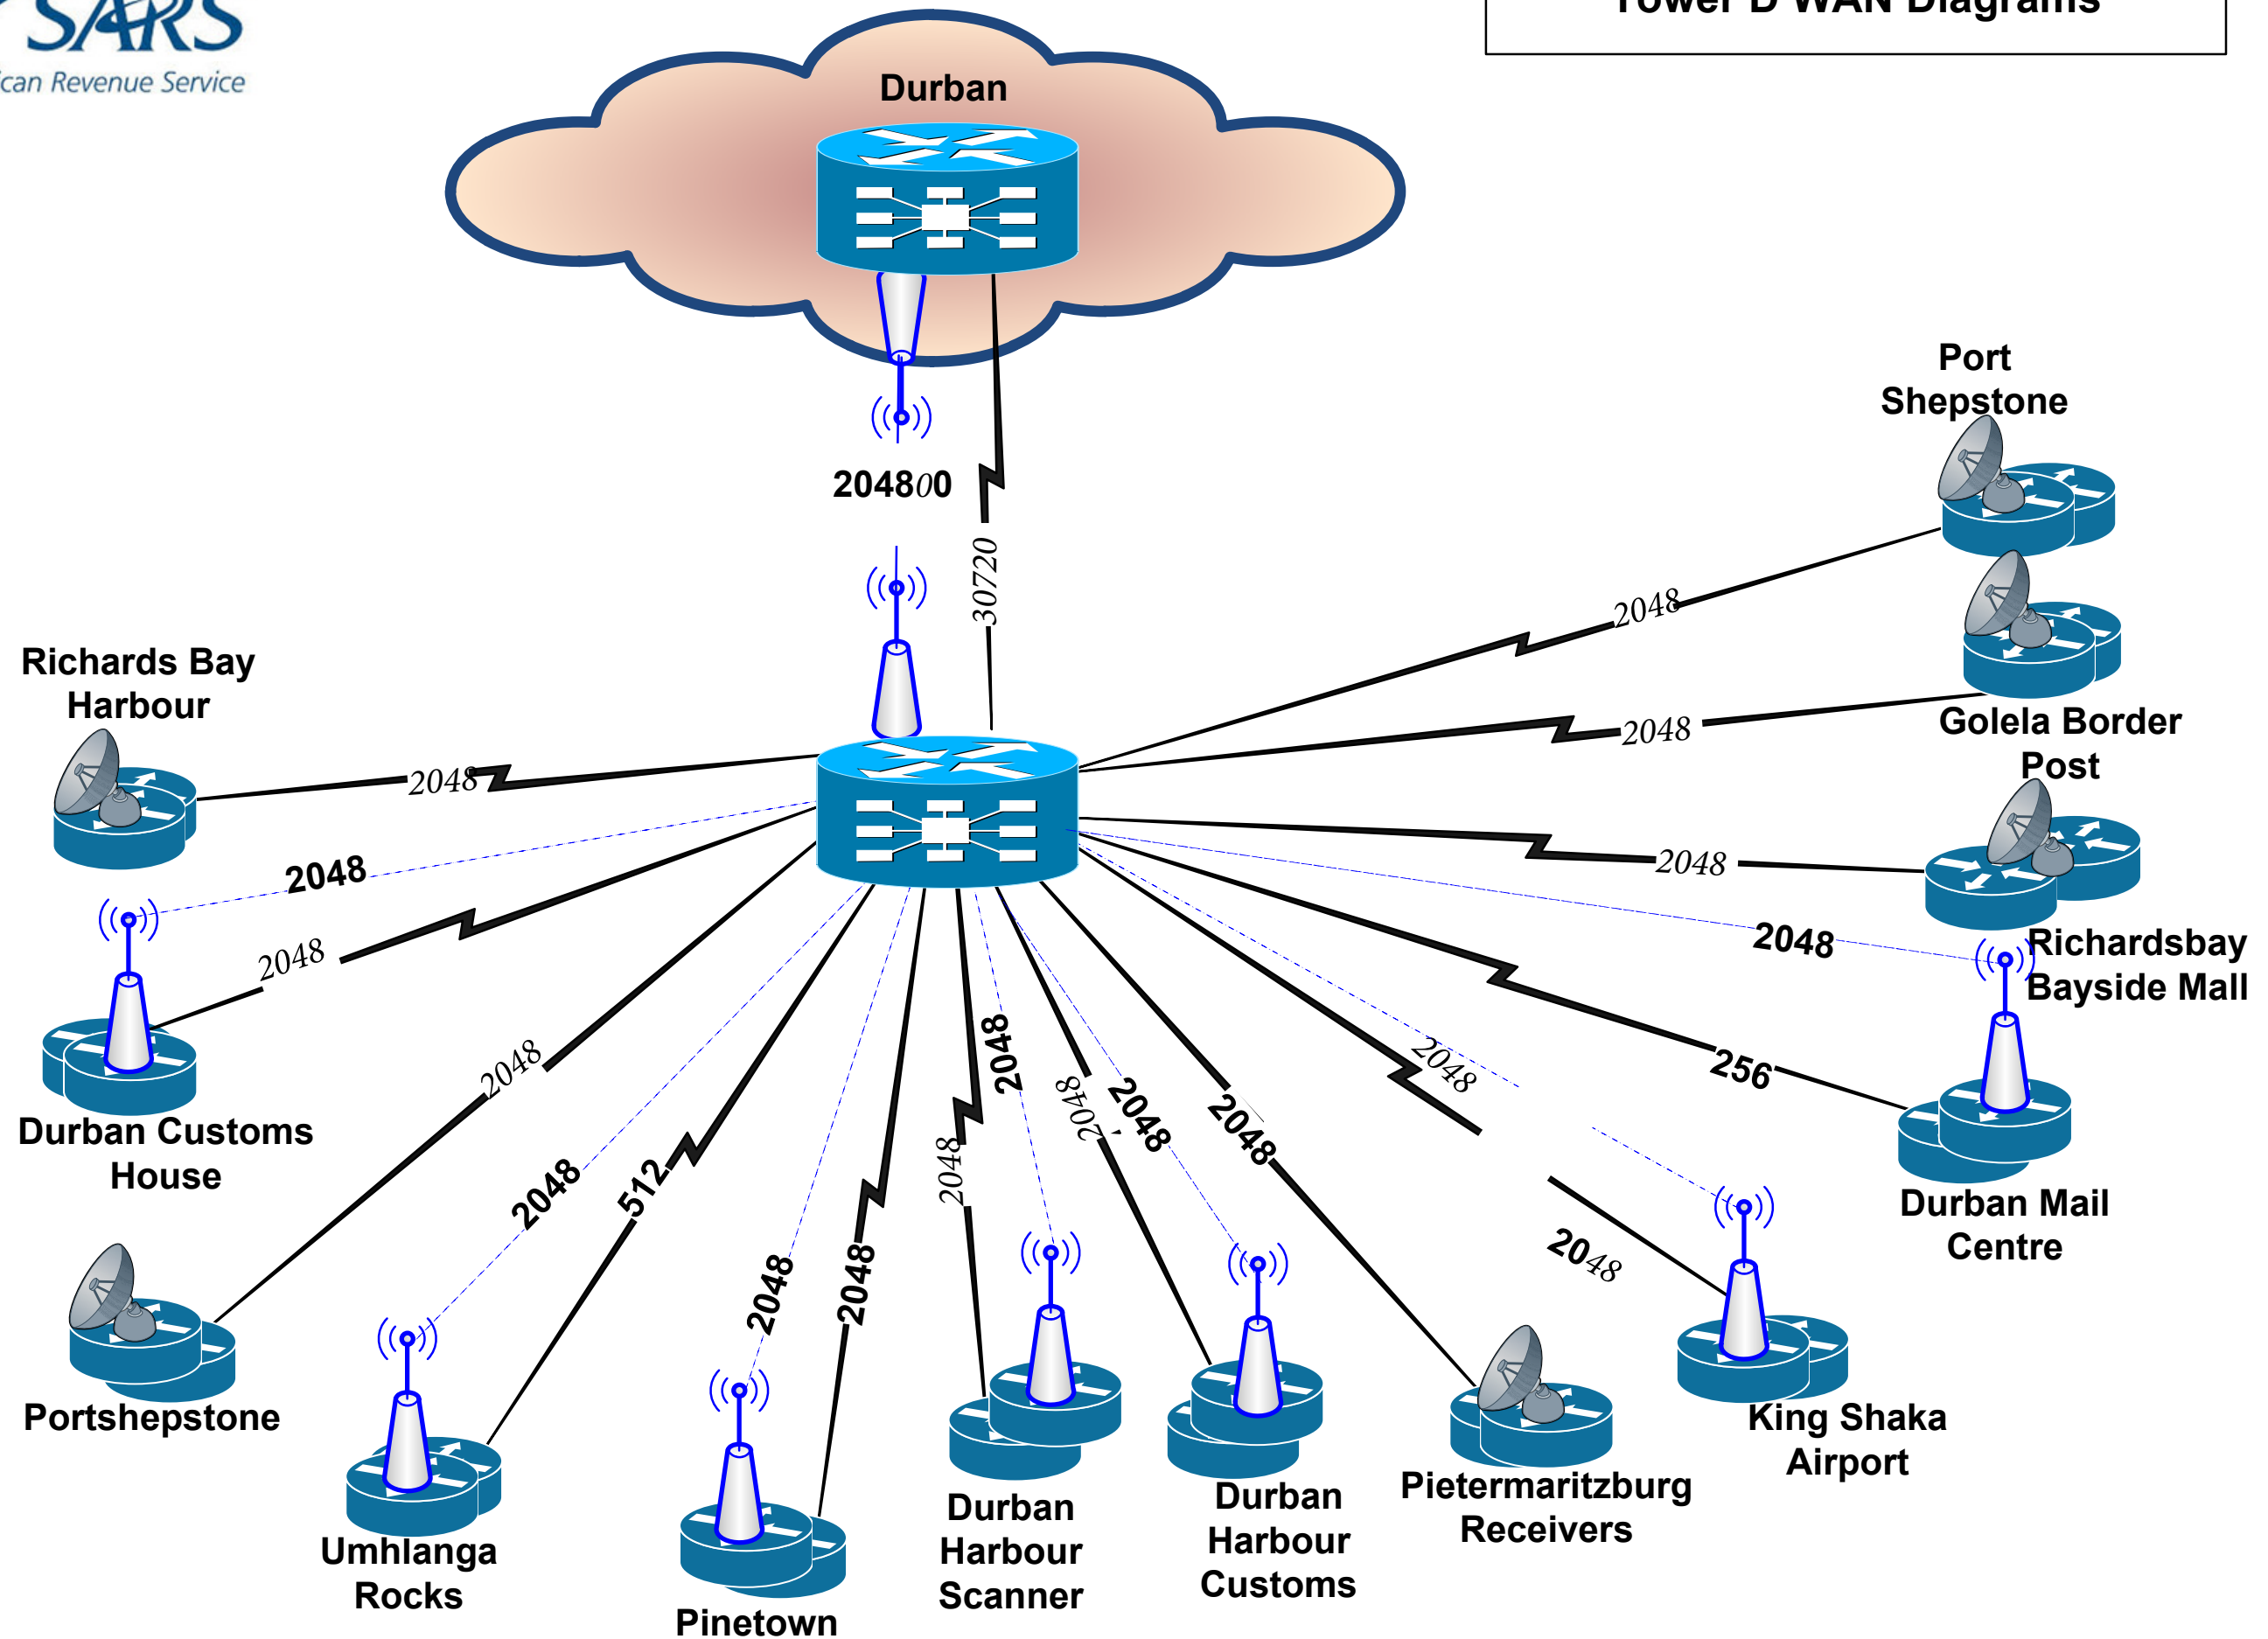 SARS
can Revenue Service
Tower D WAN Diagrams
Durban
204800
30720
Port
Shepstone
2048
Golela Border
Post
2048
Richards Bay
Harbour
2048
2048
Richardsbay
Bayside Mall
2048
Durban Customs
House
2048
2048
2048
256
Durban Mail
Centre
Portshepstone
2048
Umhlanga
Rocks
2048
512
Pinetown
2048
2048
Durban
Harbour
Scanner
2048
2048
Durban
Harbour
Customs
2048
2048
Pietermaritzburg
Receivers
2048
King Shaka
Airport
2048
2048